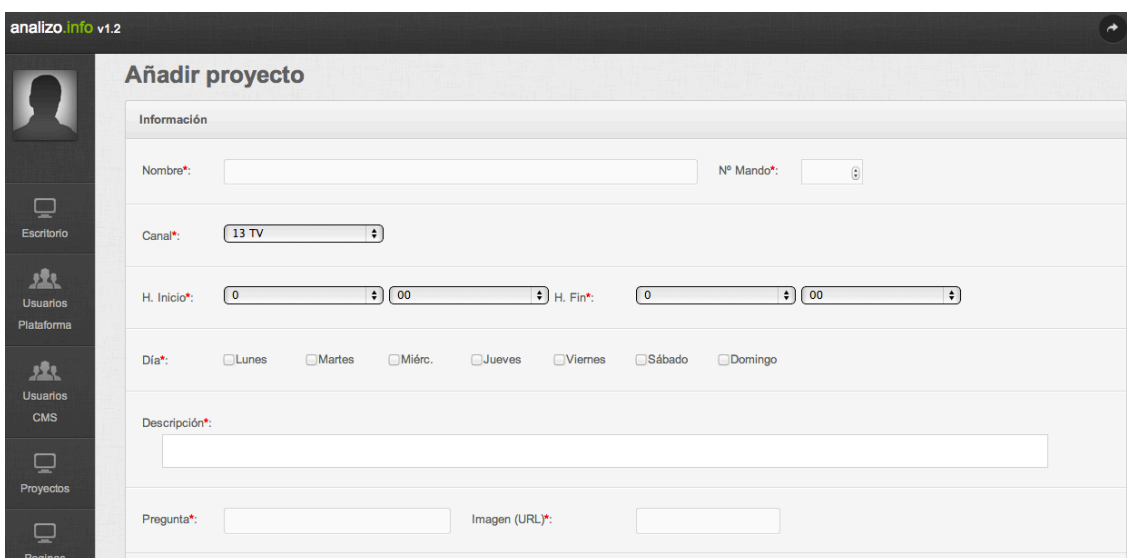 analizo.info v1.2
Añadir proyecto
Información
Nombre*:
Nº Mando*:
Canal*:
13 TV
H. Inicio*:
0
00
H. Fin*:
0
00
Día*:
Lunes
Martes
Miérc.
Jueves
Viernes
Sábado
Domingo
Descripción*:
Pregunta*:
Imagen (URL)*:
Escritorio
Usuarios
Plataforma
Usuarios
CMS
Proyectos